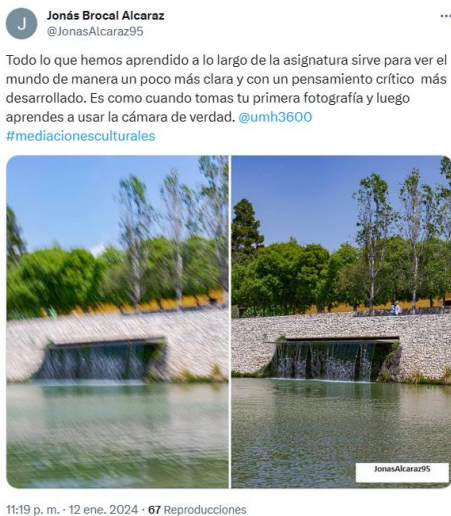 J
Jonás Brocal Alcaraz
@JonasAlcaraz95
Todo lo que hemos aprendido a lo largo de la asignatura sirve para ver el
mundo de manera un poco más clara y con un pensamiento crítico más
desarrollado. Es como cuando tomas tu primera fotografía y luego
aprendes a usar la cámara de verdad. @umh3600
#mediacionesculturales
JonasAlcaraz95
11:19 p. m. · 12 ene. 2024 · 67 Reproducciones